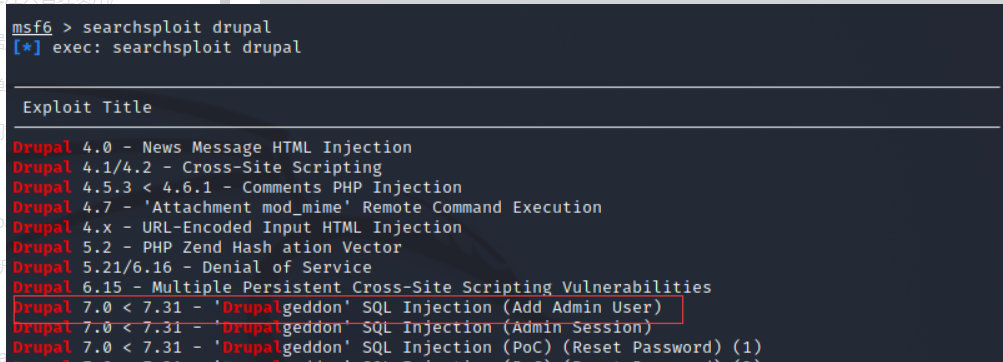 msf6 > searchsploit drupal
[*] exec: searchsploit drupal
Exploit Title
Drupal 4.0 - News Message HTML Injection
Drupal 4.1/4.2 - Cross-Site Scripting
Drupal 4.5.3 < 4.6.1 - Comments PHP Injection
Drupal 4.7 - 'Attachment mod_mime' Remote Command Execution
Drupal 4.x - URL-Encoded Input HTML Injection
Drupal 5.2 - PHP Zend Hash ation Vector
Drupal 5.21/6.16 - Denial of Service
Drupal 6.15 - Multiple Persistent Cross-Site Scripting Vulnerabilities
Drupal 7.0 < 7.31 - 'Drupalgeddon' SQL Injection (Add Admin User)
Drupal 7.0 < 7.31 - 'Drupalgeddon' SQL Injection (Admin Session)
Drupal 7.0 < 7.31 - 'Drupalgeddon' SQL Injection (PoC) (Reset Password) (1)